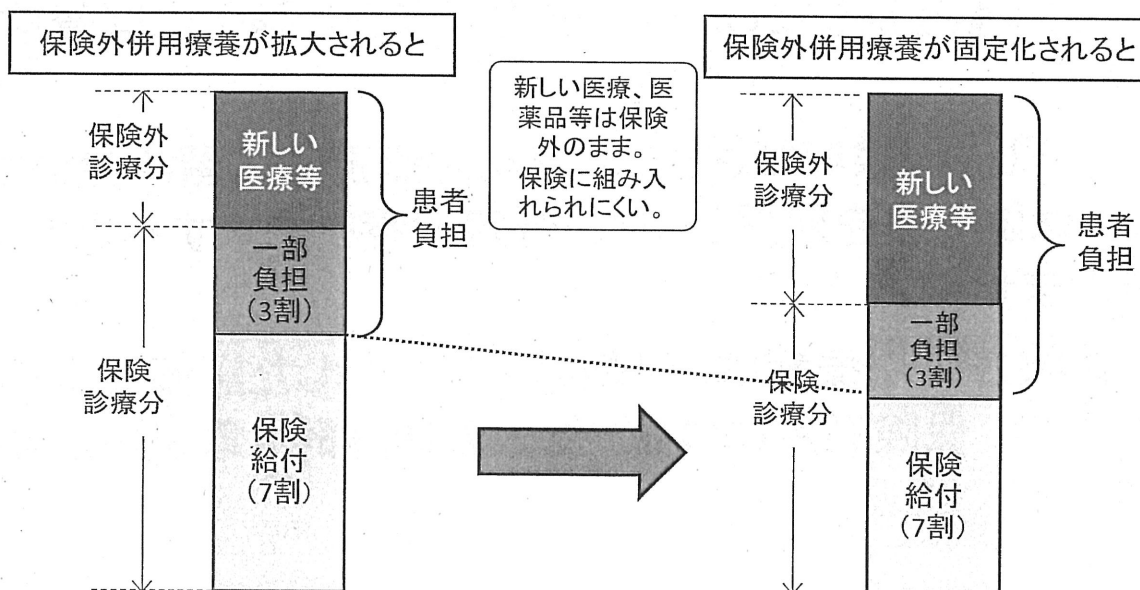 保険外併用療養が拡大されると
保険外
診療分
保険
診療分
新しい
医療等
一部
負担
(3割)
保険
給付
(7割)
患者
負担
新しい医療、医
薬品等は保険
外のまま。
保険に組み入
れられにくい。
保険外併用療養が固定化されると
保険外
診療分
保険
診療分
新しい
医療等
一部
負担
(3割)
保険
給付
(7割)
患者
負担